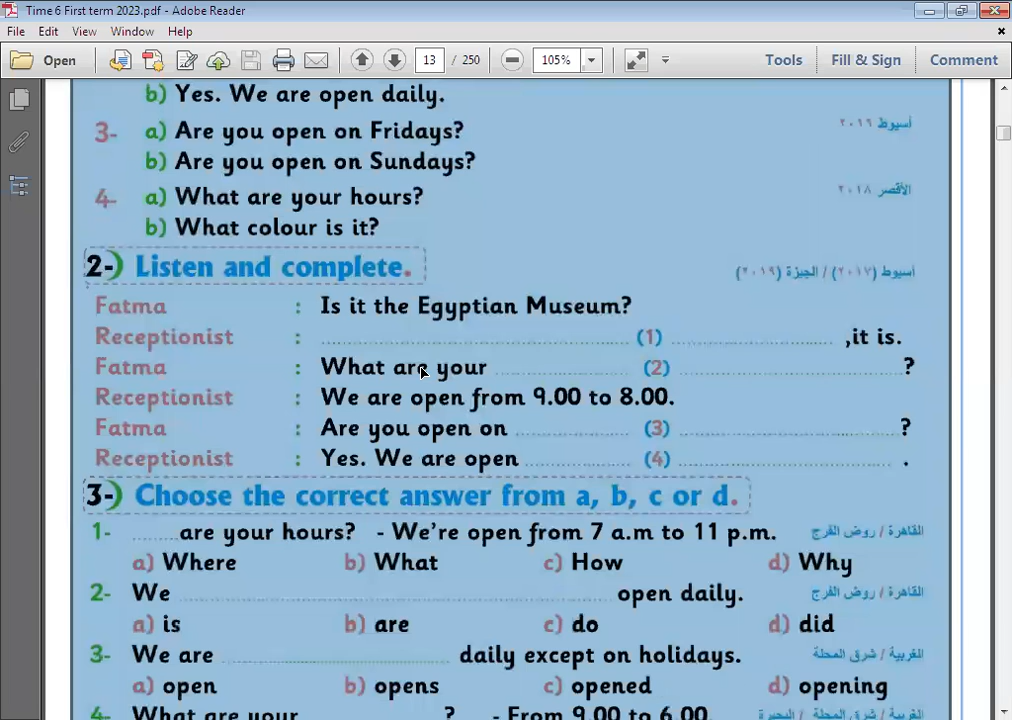 Time 6 First term 2023.pdf - Adobe Reader
File Edit View Window Help
Open 13 / 250 105% Tools Fill & Sign Comment
b) Yes. We are open daily.
3- a) Are you open on Fridays? أسيوط ٢٠١٦
b) Are you open on Sundays?
4- a) What are your hours? الأقصر ٢٠١٨
b) What colour is it?
2-) Listen and complete. أسيوط (٢٠١٧) / الجيزة (٢٠١٩)
Fatma : Is it the Egyptian Museum?
Receptionist : .......... (1) .......... ,it is.
Fatma : What are your .......... (2) .......... ?
Receptionist : We are open from 9.00 to 8.00.
Fatma : Are you open on .......... (3) .......... ?
Receptionist : Yes. We are open .......... (4) .......... .
3-) Choose the correct answer from a, b, c or d.
1- ........ are your hours? - We're open from 7 a.m to 11 p.m. القاهرة / روض الفرج
a) Where b) What c) How d) Why
2- We .......... open daily. القاهرة / روض الفرج
a) is b) are c) do d) did
3- We are .......... daily except on holidays. الغربية / شرق المحلة
a) open b) opens c) opened d) opening
4- What are your .......... ? - From 9.00 to 6.00. الغربية / شرق المحلة / البحيرة